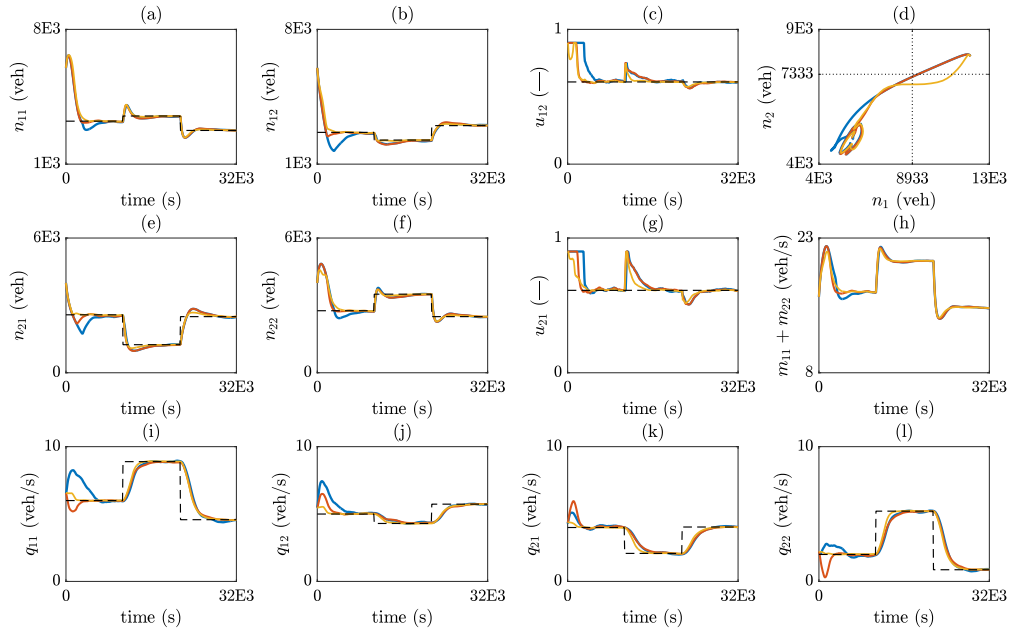 (a)
8E3
n11 (veh)
1E3
0
32E3
time (s)
(b)
8E3
n12 (veh)
1E3
0
32E3
time (s)
(c)
1
u12 (—)
0
0
32E3
time (s)
(d)
9E3
7333
n2 (veh)
4E3
4E3
8933
13E3
n1 (veh)
(e)
6E3
n21 (veh)
0
0
32E3
time (s)
(f)
6E3
n22 (veh)
0
0
32E3
time (s)
(g)
1
u21 (—)
0
0
32E3
time (s)
(h)
23
m11 + m22 (veh/s)
8
0
32E3
time (s)
(i)
10
q11 (veh/s)
0
0
32E3
time (s)
(j)
10
q12 (veh/s)
0
0
32E3
time (s)
(k)
10
q21 (veh/s)
0
0
32E3
time (s)
(l)
10
q22 (veh/s)
0
0
32E3
time (s)